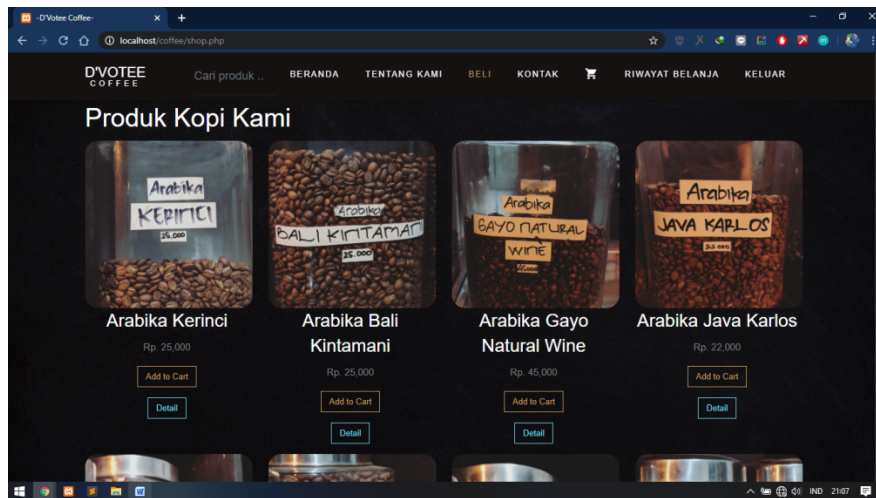 -D'Votee Coffee-
localhost/coffee/shop.php
D'VOTEE
COFFEE
Cari produk ..
BERANDA
TENTANG KAMI
BELI
KONTAK
RIWAYAT BELANJA
KELUAR
Produk Kopi Kami
Arabika
KERINCI
25.000
Arabika
BALI KINTAMANI
25.000
Arabika
GAYO NATURAL
WINE
Arabika
JAVA KARLOS
Arabika Kerinci
Rp. 25,000
Add to Cart
Detail
Arabika Bali
Kintamani
Rp. 25,000
Add to Cart
Detail
Arabika Gayo
Natural Wine
Rp. 45,000
Add to Cart
Detail
Arabika Java Karlos
Rp. 22,000
Add to Cart
Detail
IND
21:07